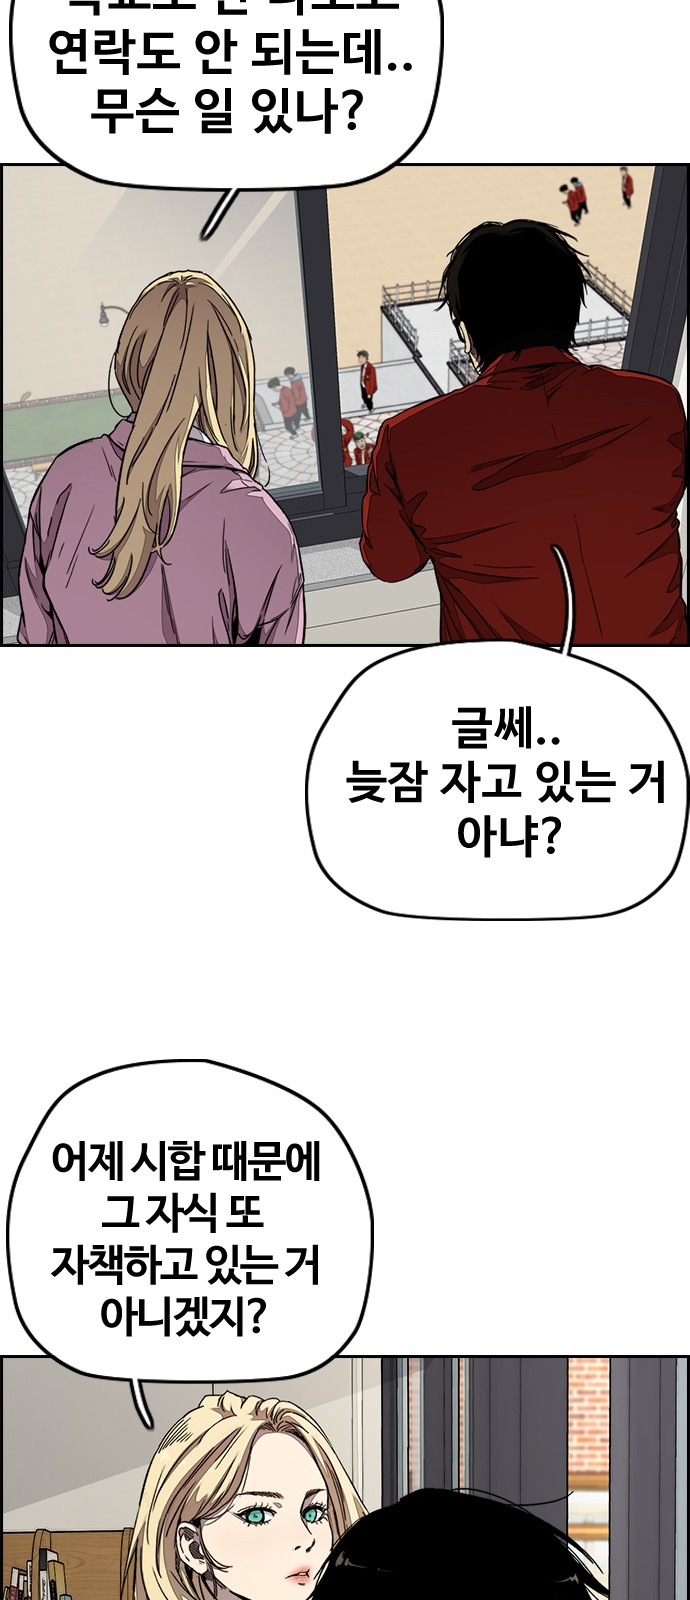 연락도 안 되는데..
무슨 일 있나?
글쎄..
늦잠 자고 있는 거
아냐?
어제 시합 때문에
그 자식 또
자책하고 있는 거
아니겠지?